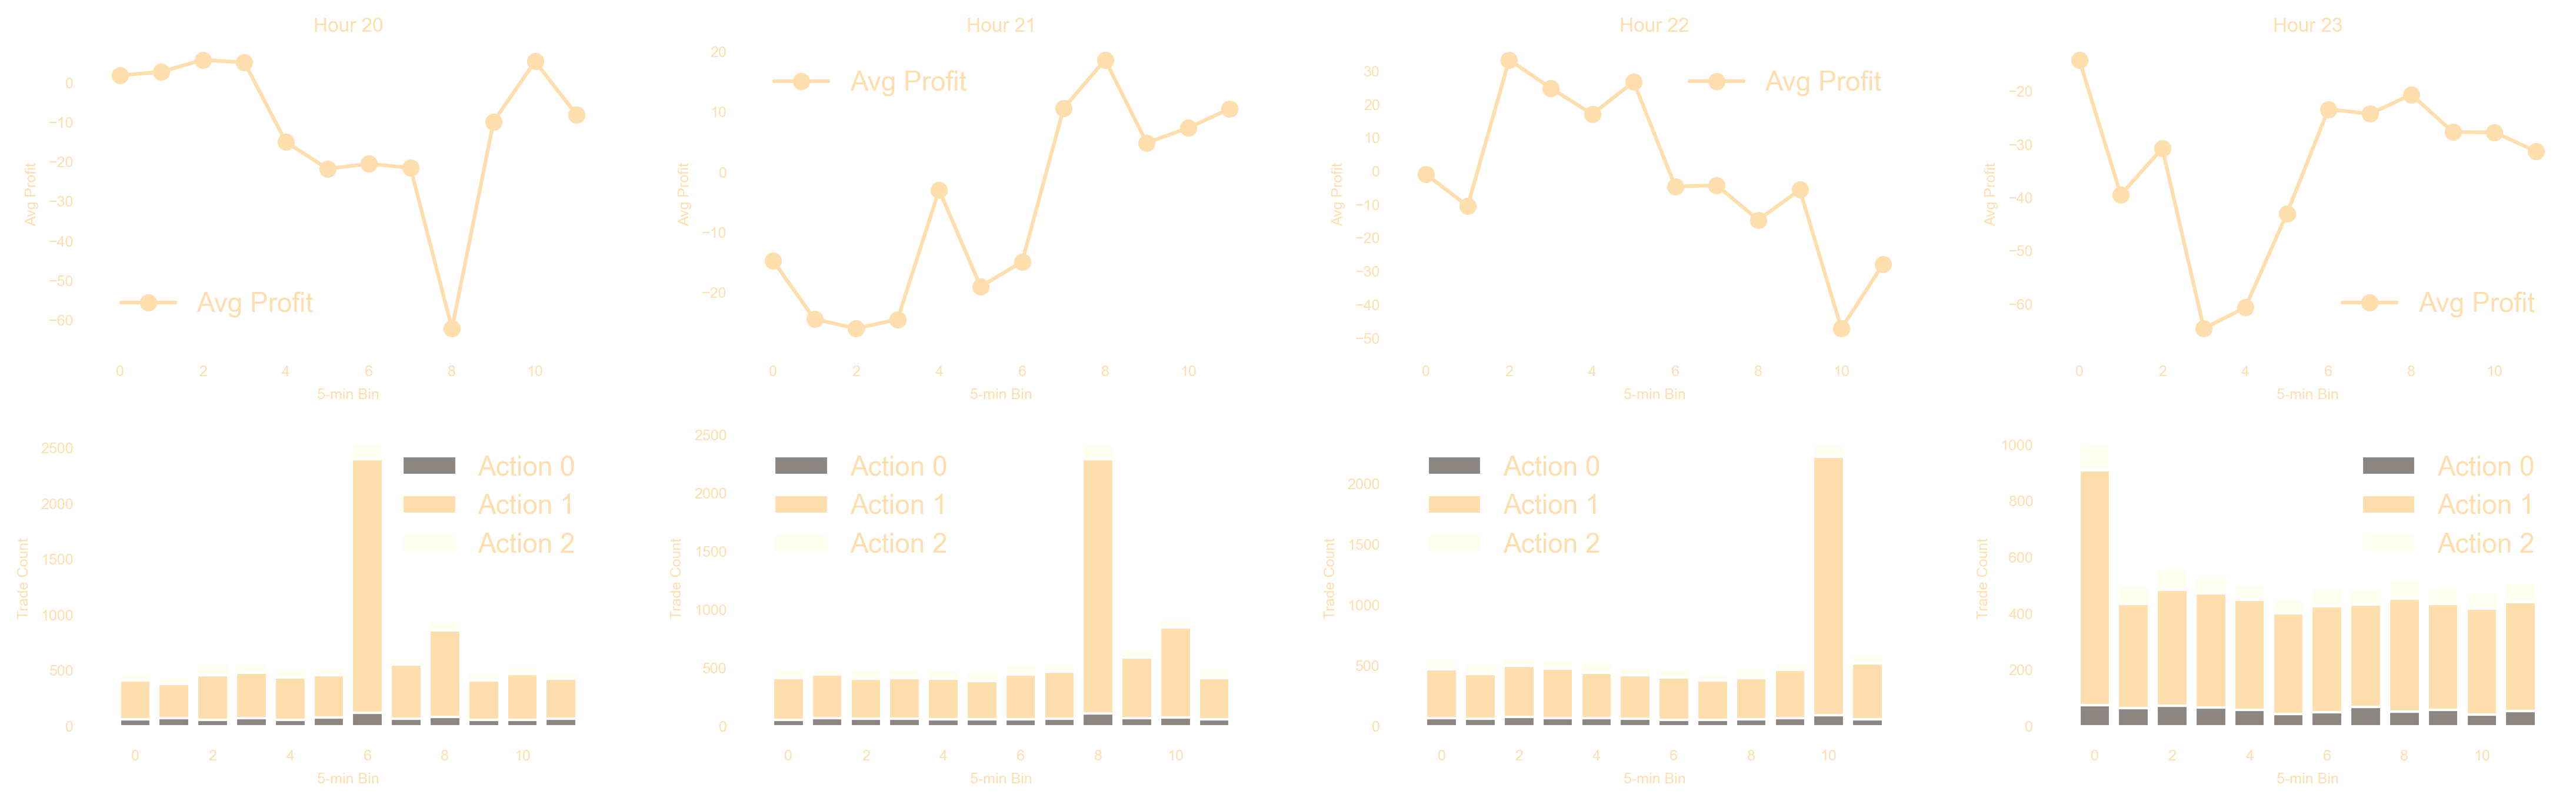 Hour 20
0
−10
−20
−30
−40
−50
−60
Avg Profit
Avg Profit
0 2 4 6 8 10
5-min Bin
Hour 21
20
10
0
−10
−20
Avg Profit
Avg Profit
0 2 4 6 8 10
5-min Bin
Hour 22
30
20
10
0
−10
−20
−30
−40
−50
Avg Profit
Avg Profit
0 2 4 6 8 10
5-min Bin
Hour 23
−20
−30
−40
−50
−60
Avg Profit
Avg Profit
0 2 4 6 8 10
5-min Bin
2500
2000
1500
1000
500
0
Trade Count
Action 0
Action 1
Action 2
0 2 4 6 8 10
5-min Bin
2500
2000
1500
1000
500
0
Trade Count
Action 0
Action 1
Action 2
0 2 4 6 8 10
5-min Bin
2000
1500
1000
500
0
Trade Count
Action 0
Action 1
Action 2
0 2 4 6 8 10
5-min Bin
1000
800
600
400
200
0
Trade Count
Action 0
Action 1
Action 2
0 2 4 6 8 10
5-min Bin